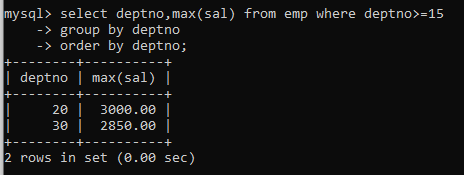 mysql> select deptno,max(sal) from emp where deptno>=15
    -> group by deptno
    -> order by deptno;
+--------+----------+
| deptno | max(sal) |
+--------+----------+
|     20 |  3000.00 |
|     30 |  2850.00 |
+--------+----------+
2 rows in set (0.00 sec)